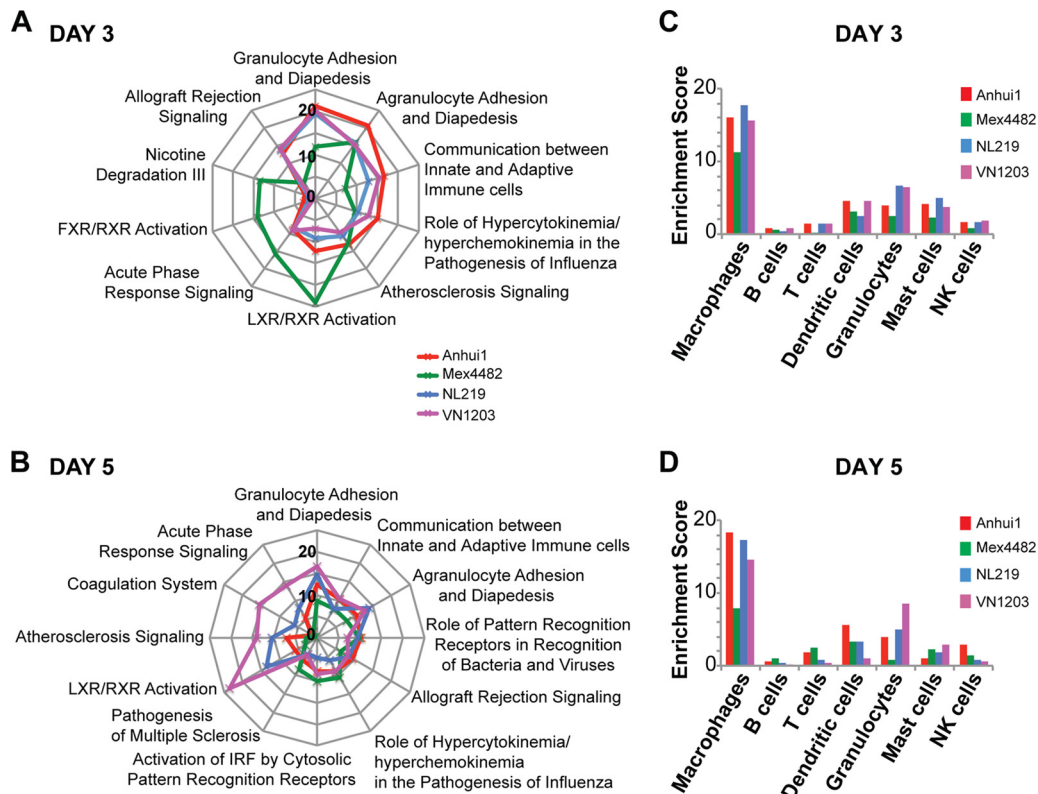 A DAY 3
Granulocyte Adhesion
and Diapedesis
Allograft Rejection
Signaling
Agranulocyte Adhesion
and Diapedesis
Nicotine
Degradation III
Communication between
Innate and Adaptive
Immune cells
FXR/RXR Activation
Role of Hypercytokinemia/
hyperchemokinemia in the
Pathogenesis of Influenza
Acute Phase
Response Signaling
Atherosclerosis Signaling
LXR/RXR Activation
20
10
0
Anhui1
Mex4482
NL219
VN1203
C DAY 3
Enrichment Score
20
10
0
Anhui1
Mex4482
NL219
VN1203
Macrophages
B cells
T cells
Dendritic cells
Granulocytes
Mast cells
NK cells
B DAY 5
Granulocyte Adhesion
and Diapedesis
Acute Phase
Response Signaling
Communication between
Innate and Adaptive Immune cells
Coagulation System
Agranulocyte Adhesion
and Diapedesis
Atherosclerosis Signaling
Role of Pattern Recognition
Receptors in Recognition
of Bacteria and Viruses
LXR/RXR Activation
Allograft Rejection Signaling
Pathogenesis
of Multiple Sclerosis
Role of Hypercytokinemia/
hyperchemokinemia
in the Pathogenesis of Influenza
Activation of IRF by Cytosolic
Pattern Recognition Receptors
20
10
0
D DAY 5
Enrichment Score
20
10
0
Anhui1
Mex4482
NL219
VN1203
Macrophages
B cells
T cells
Dendritic cells
Granulocytes
Mast cells
NK cells